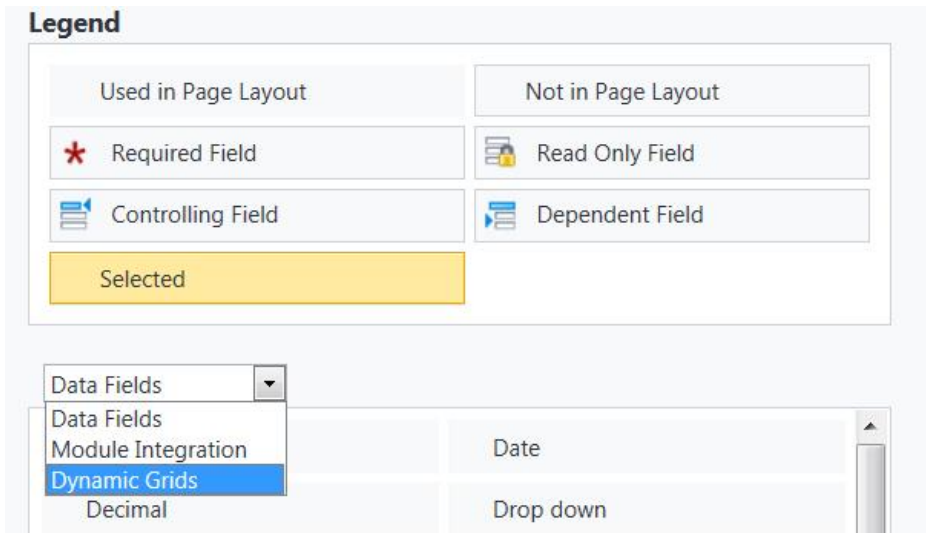 Legend
Used in Page Layout
Not in Page Layout
Required Field
Read Only Field
Controlling Field
Dependent Field
Selected
Data Fields
Data Fields
Module Integration
Dynamic Grids
Date
Decimal
Drop down